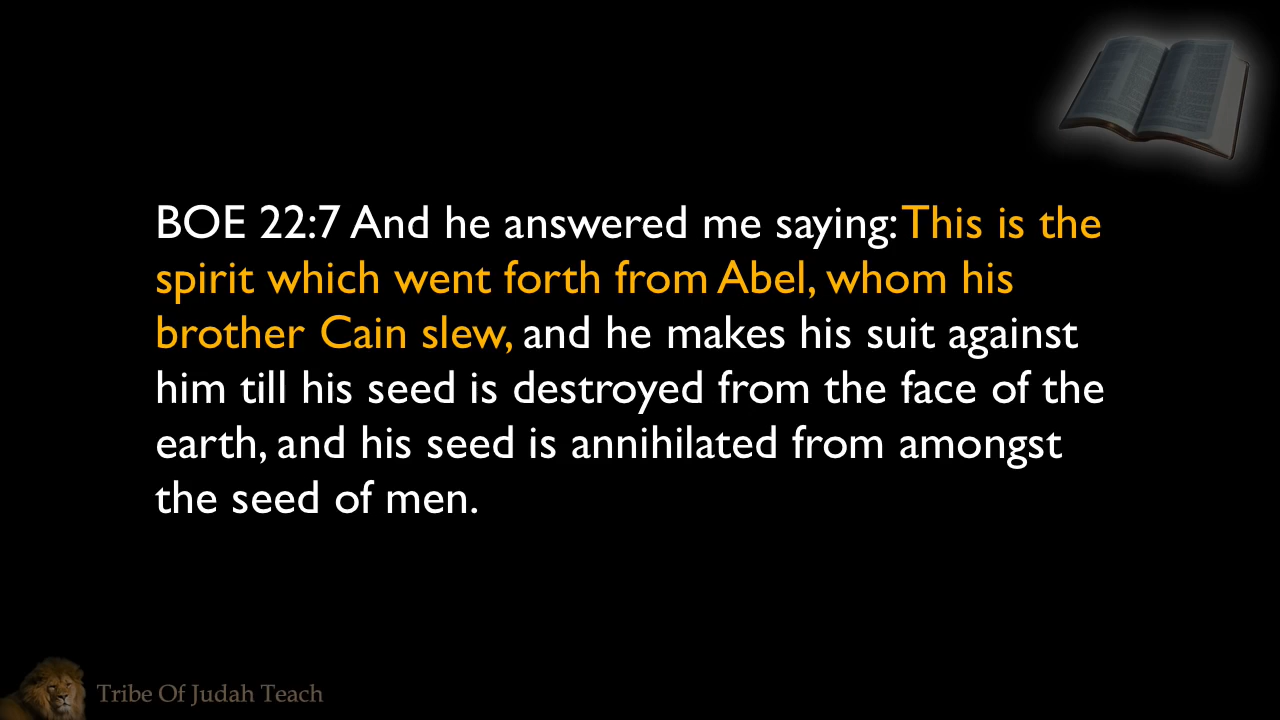 BOE 22:7 And he answered me saying: This is the
spirit which went forth from Abel, whom his
brother Cain slew, and he makes his suit against
him till his seed is destroyed from the face of the
earth, and his seed is annihilated from amongst
the seed of men.
Tribe Of Judah Teach